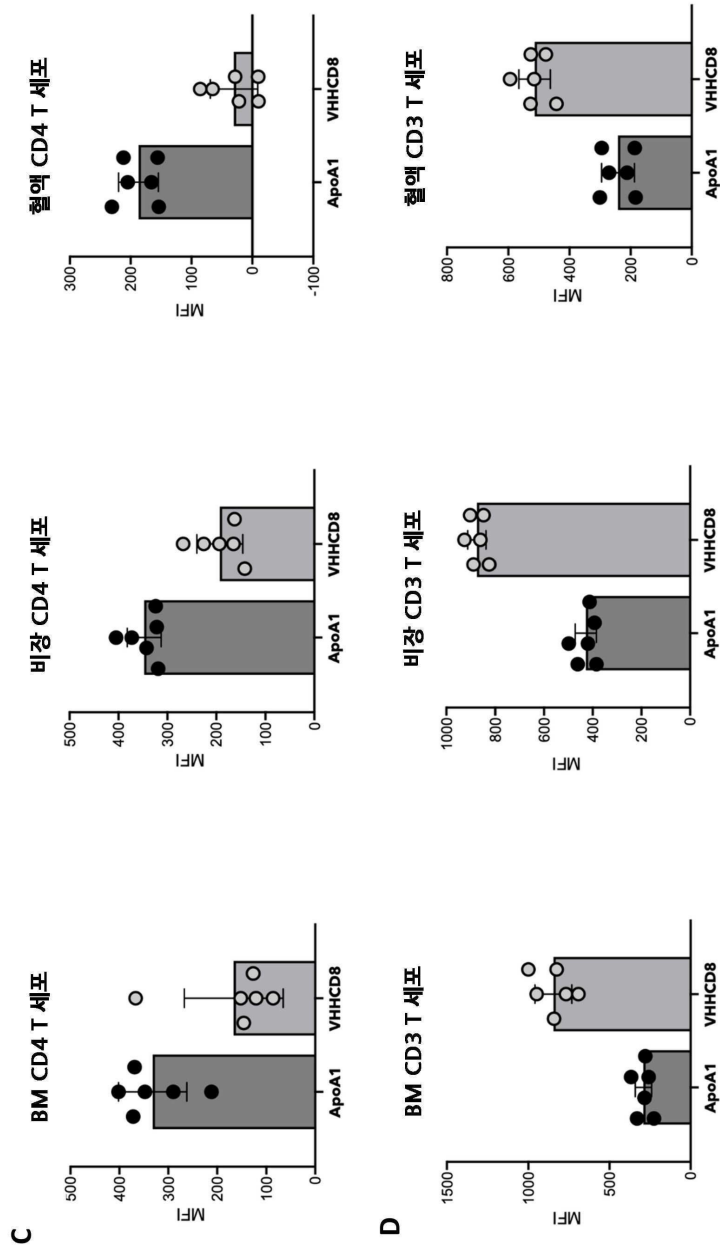 C
BM CD4 T 세포
MFI
500
400
300
200
100
0
ApoA1
VHHCD8
비장 CD4 T 세포
MFI
500
400
300
200
100
0
ApoA1
VHHCD8
혈액 CD4 T 세포
MFI
300
200
100
0
-100
ApoA1
VHHCD8
D
BM CD3 T 세포
MFI
1500
1000
500
0
ApoA1
VHHCD8
비장 CD3 T 세포
MFI
1000
800
600
400
200
0
ApoA1
VHHCD8
혈액 CD3 T 세포
MFI
800
600
400
200
0
ApoA1
VHHCD8